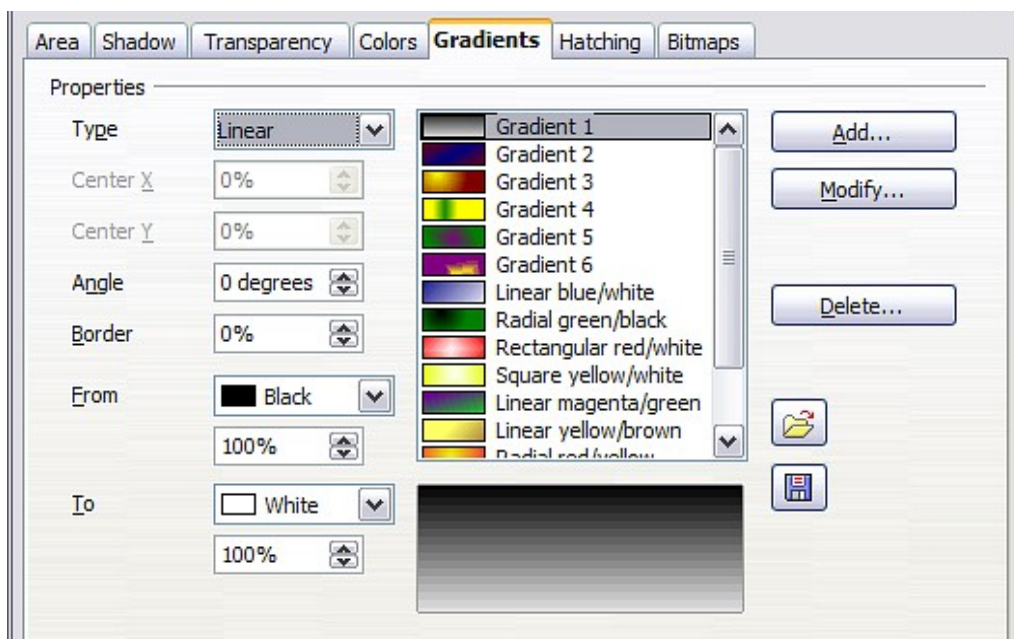 Area Shadow Transparency Colors Gradients Hatching Bitmaps
Properties
Type Linear
Center X 0%
Center Y 0%
Angle 0 degrees
Border 0%
From Black
100%
To White
100%
Gradient 1
Gradient 2
Gradient 3
Gradient 4
Gradient 5
Gradient 6
Linear blue/white
Radial green/black
Rectangular red/white
Square yellow/white
Linear magenta/green
Linear yellow/brown
Radial red/yellow
Add...
Modify...
Delete...